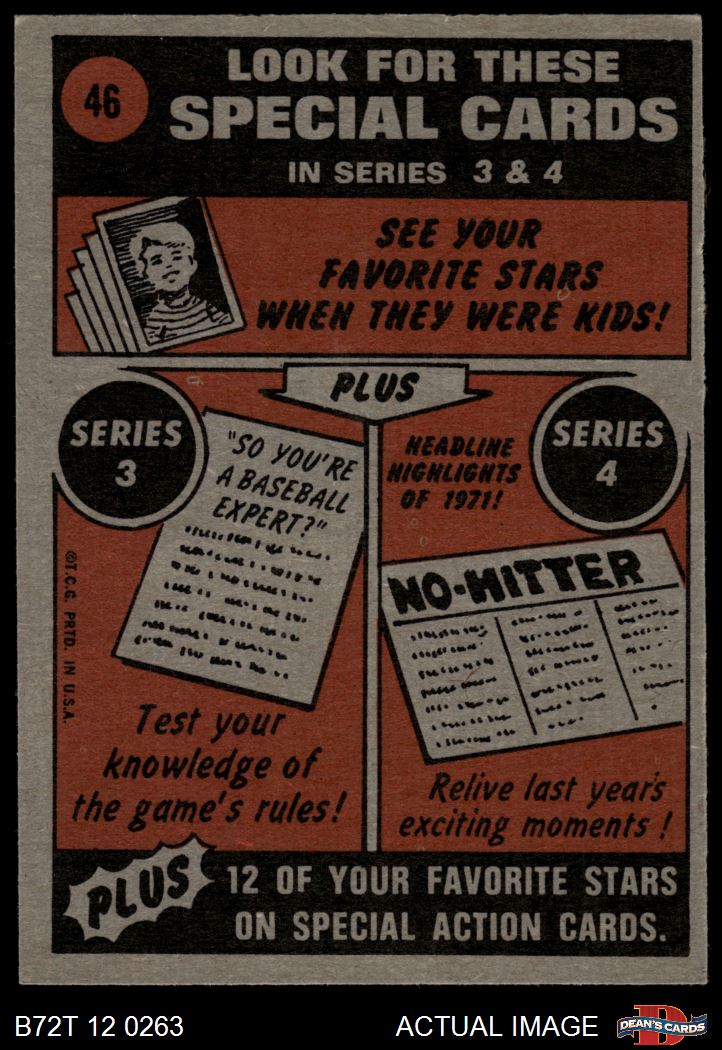 46
LOOK FOR THESE
SPECIAL CARDS
IN SERIES 3 & 4
SEE YOUR
FAVORITE STARS
WHEN THEY WERE KIDS!
PLUS
SERIES
3
"SO YOU'RE
A BASEBALL
EXPERT?"
Test your
knowledge of
the game's rules!
HEADLINE
HIGHLIGHTS
OF 1971!
SERIES
4
NO-HITTER
Relive last year's
exciting moments!
©T.C.G. PRTD. IN U.S.A.
PLUS
12 OF YOUR FAVORITE STARS
ON SPECIAL ACTION CARDS.
B72T 12 0263
ACTUAL IMAGE
D
DEAN'S CARDS